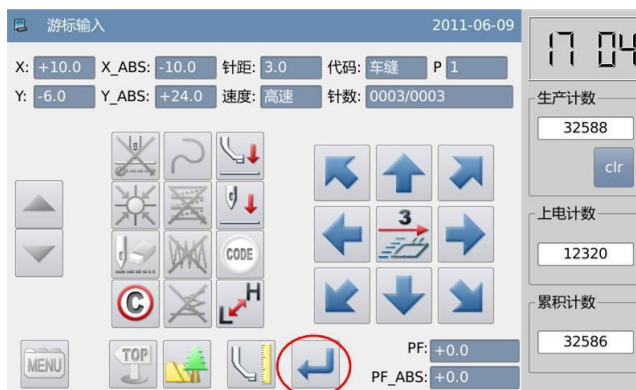 游标输入 2011-06-09
17 04
X: +10.0 X_ABS: -10.0 针距: 3.0 代码: 车缝 P 1
Y: -6.0 Y_ABS: +24.0 速度: 高速 针数: 0003/0003
生产计数
32588
clr
3
CODE
上电计数
12320
C
L H
累积计数
32586
MENU TOP
PF: +0.0
PF_ABS: +0.0